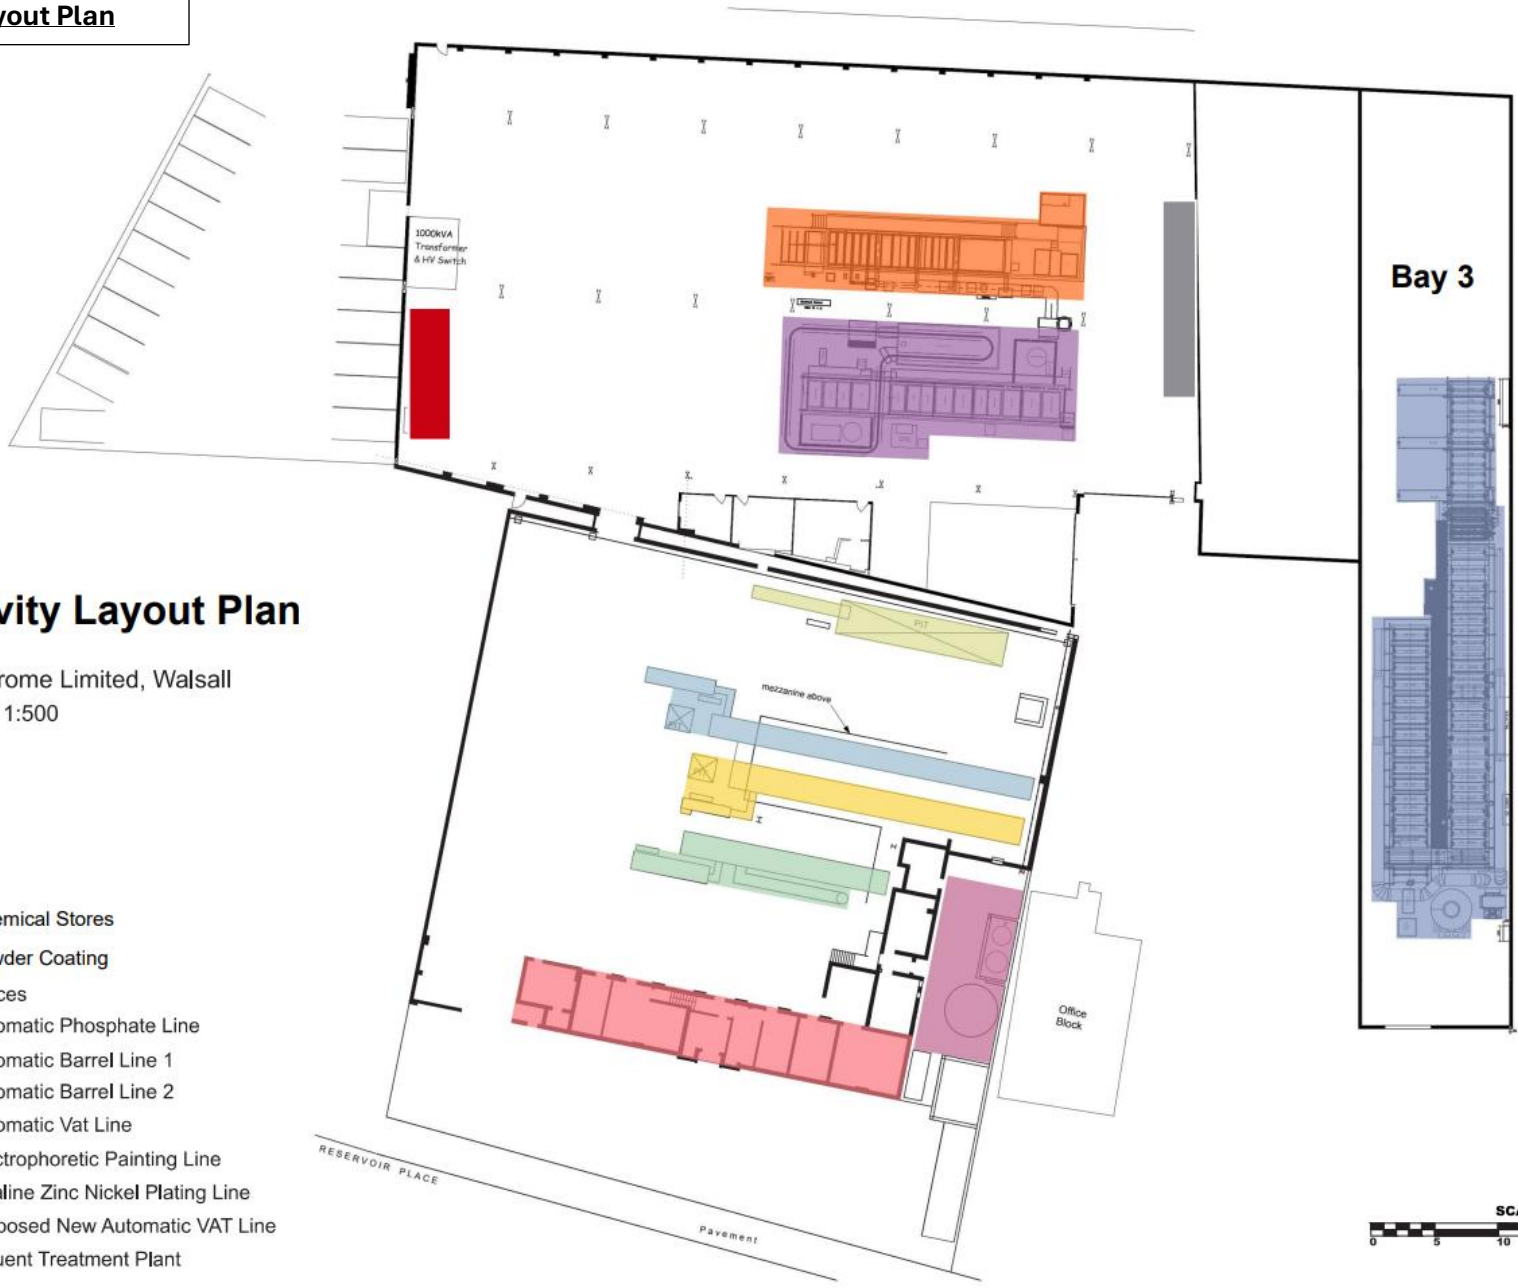 yout Plan
1000kVA
Transformer
& HV Switch
Bay 3
PIT
mezzanine above
PIT
PIT
vity Layout Plan
rome Limited, Walsall
1:500
emical Stores
wder Coating
ces
omatic Phosphate Line
omatic Barrel Line 1
omatic Barrel Line 2
omatic Vat Line
ctrophoretic Painting Line
aline Zinc Nickel Plating Line
posed New Automatic VAT Line
uent Treatment Plant
Office
Block
RESERVOIR PLACE
Pavement
SCA
0 5 10